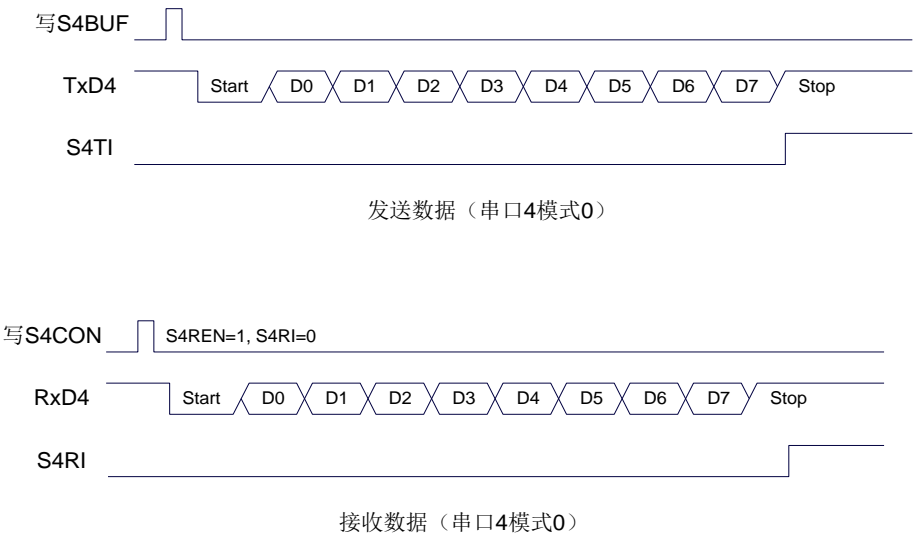 写S4BUF
TxD4 Start D0 D1 D2 D3 D4 D5 D6 D7 Stop
S4TI
发送数据（串口4模式0）
写S4CON S4REN=1, S4RI=0
RxD4 Start D0 D1 D2 D3 D4 D5 D6 D7 Stop
S4RI
接收数据（串口4模式0）